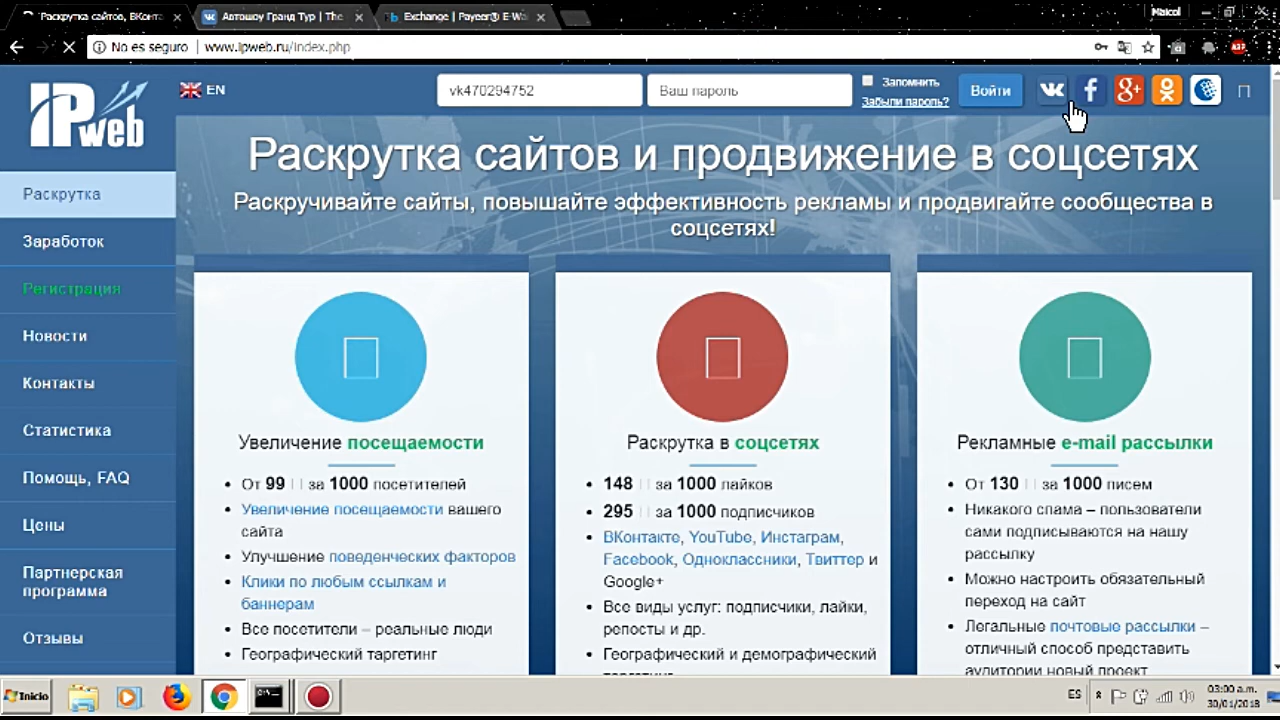 Раскрутка сайтов, ВКонта
Автошоу Гранд Тур | The
Exchange | Payeer® E-Wa
Maicol
No es seguro | www.ipweb.ru/index.php
IPweb
EN
vk470294752
Ваш пароль
Запомнить
Забыли пароль?
Войти
Раскрутка сайтов и продвижение в соцсетях
Раскручивайте сайты, повышайте эффективность рекламы и продвигайте сообщества в
соцсетях!
Раскрутка
Заработок
Регистрация
Новости
Контакты
Статистика
Помощь, FAQ
Цены
Партнерская
программа
Отзывы
Увеличение посещаемости
От 99 за 1000 посетителей
Увеличение посещаемости вашего
сайта
Улучшение поведенческих факторов
Клики по любым ссылкам и
баннерам
Все посетители – реальные люди
Географический таргетинг
Раскрутка в соцсетях
148 за 1000 лайков
295 за 1000 подписчиков
ВКонтакте, YouTube, Инстаграм,
Facebook, Одноклассники, Твиттер и
Google+
Все виды услуг: подписчики, лайки,
репосты и др.
Географический и демографический
Рекламные e-mail рассылки
От 130 за 1000 писем
Никакого спама – пользователи
сами подписываются на нашу
рассылку
Можно настроить обязательный
переход на сайт
Легальные почтовые рассылки –
отличный способ представить
аудитории новый проект
Inicio
ES
03:00 a.m.
30/01/2018